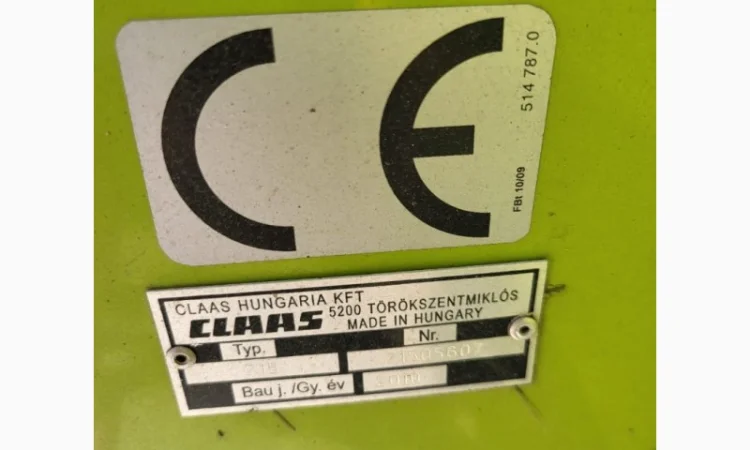 CE
514 787.0
FBI 10/09
CLAAS HUNGARIA KFT
5200 TÖRÖKSZENTMIKLÓS
CLAAS MADE IN HUNGARY
Typ. Nr.
Bau j. /Gy. év